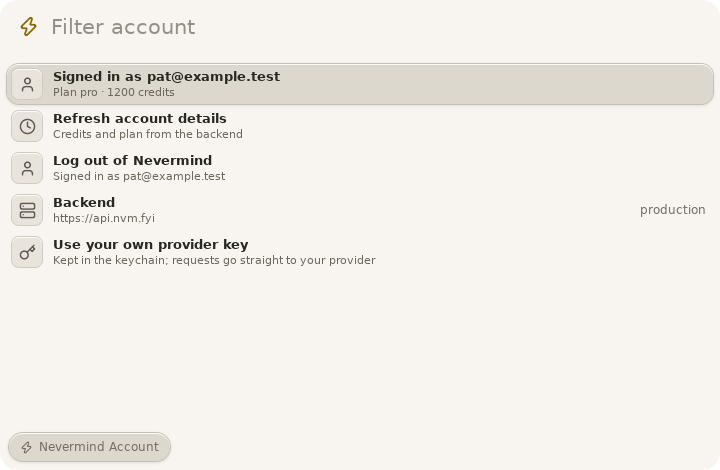 Filter account
Signed in as pat@example.test
Plan pro · 1200 credits
Refresh account details
Credits and plan from the backend
Log out of Nevermind
Signed in as pat@example.test
Backend
https://api.nvm.fyi
production
Use your own provider key
Kept in the keychain; requests go straight to your provider
Nevermind Account